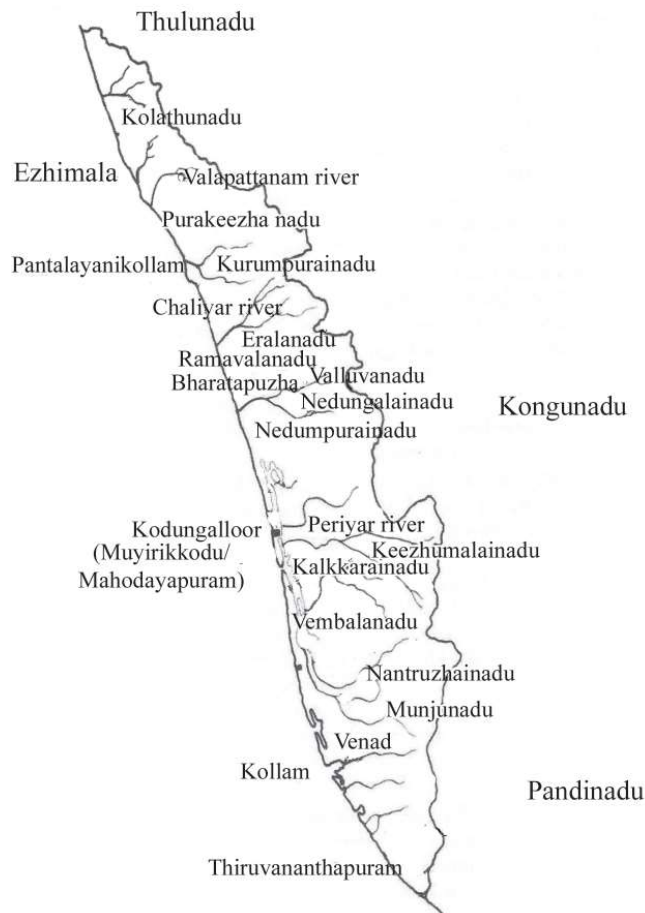 Thulunadu
Kolathunadu
Ezhimala
Valapattanam river
Purakeezha nadu
Pantalayanikollam
Kurumpurainadu
Chaliyar river
Eralanadu
Ramavalanadu
Bharatapuzha
Valluvanadu
Nedungalainadu
Kongunadu
Nedumpurainadu
Periyar river
Kodungalloor
(Muyirikkodu/
Mahodayapuram)
Keezhumalainadu
Kalkkarainadu
Vembalanadu
Nantruzhainadu
Munjunadu
Venad
Kollam
Pandinadu
Thiruvananthapuram